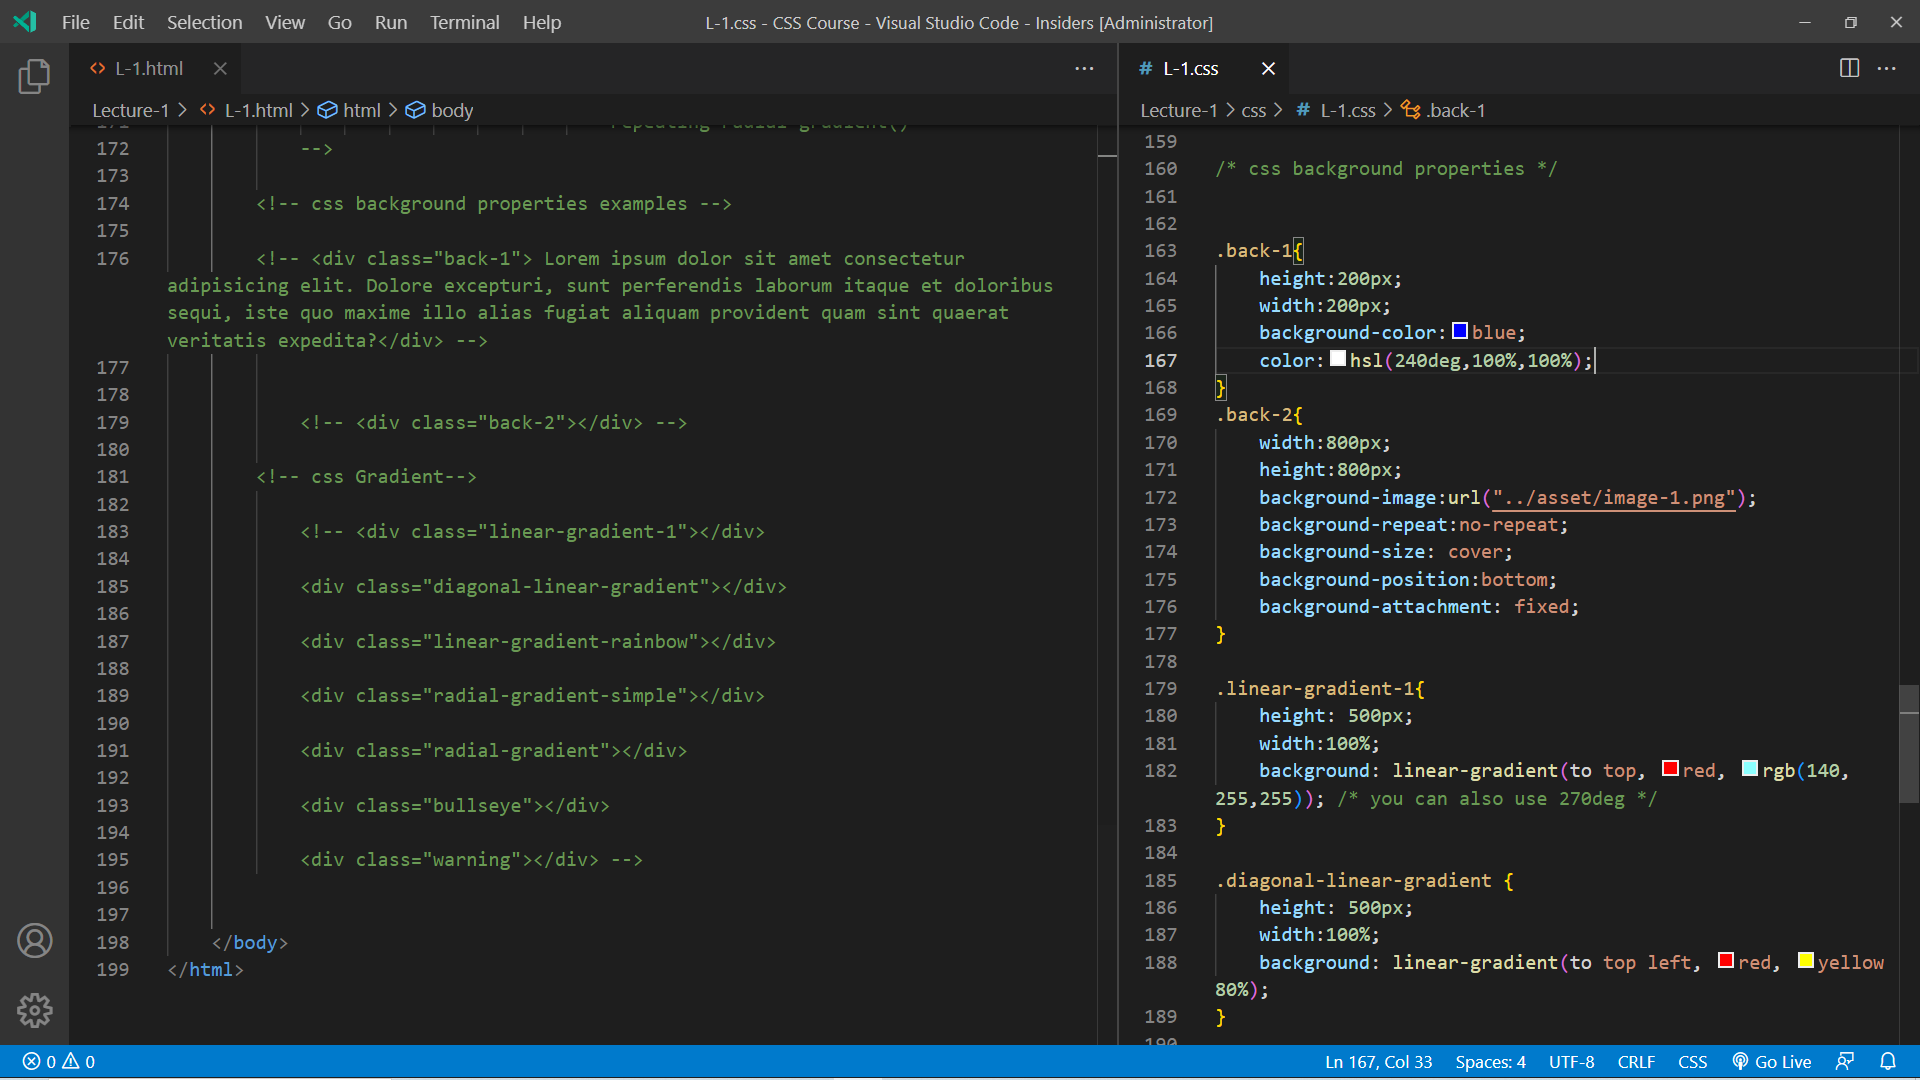 File Edit Selection View Go Run Terminal Help
L-1.css - CSS Course - Visual Studio Code - Insiders [Administrator]
L-1.html
Lecture-1 > L-1.html > html > body
171 repeating radial gradient()
172 -->
173
174 <!-- css background properties examples -->
175
176 <!-- <div class="back-1"> Lorem ipsum dolor sit amet consectetur
adipisicing elit. Dolore excepturi, sunt perferendis laborum itaque et doloribus
sequi, iste quo maxime illo alias fugiat aliquam provident quam sint quaerat
veritatis expedita?</div> -->
177
178
179 <!-- <div class="back-2"></div> -->
180
181 <!-- css Gradient-->
182
183 <!-- <div class="linear-gradient-1"></div>
184
185 <div class="diagonal-linear-gradient"></div>
186
187 <div class="linear-gradient-rainbow"></div>
188
189 <div class="radial-gradient-simple"></div>
190
191 <div class="radial-gradient"></div>
192
193 <div class="bullseye"></div>
194
195 <div class="warning"></div> -->
196
197
198 </body>
199 </html>
# L-1.css
Lecture-1 > css > # L-1.css > .back-1
159
160 /* css background properties */
161
162
163 .back-1{
164 height:200px;
165 width:200px;
166 background-color:blue;
167 color:hsl(240deg,100%,100%);
168 }
169 .back-2{
170 width:800px;
171 height:800px;
172 background-image:url("../asset/image-1.png");
173 background-repeat:no-repeat;
174 background-size: cover;
175 background-position:bottom;
176 background-attachment: fixed;
177 }
178
179 .linear-gradient-1{
180 height: 500px;
181 width:100%;
182 background: linear-gradient(to top, red, rgb(140,
255,255)); /* you can also use 270deg */
183 }
184
185 .diagonal-linear-gradient {
186 height: 500px;
187 width:100%;
188 background: linear-gradient(to top left, red, yellow
80%);
189 }
190
0 0 Ln 167, Col 33 Spaces: 4 UTF-8 CRLF CSS Go Live